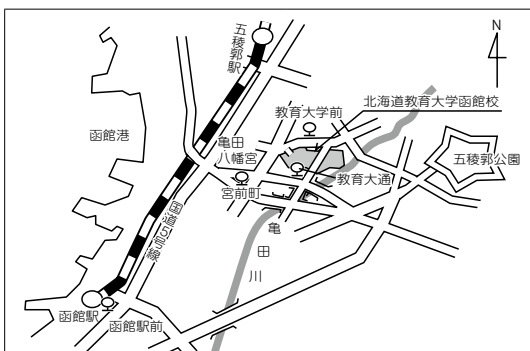 N
五稜郭駅
北海道教育大学函館校
教育大学前
函館港
亀田
八幡宮
五稜郭公園
教育大通
宮前町
国道5号線
亀田川
函館駅
函館駅前